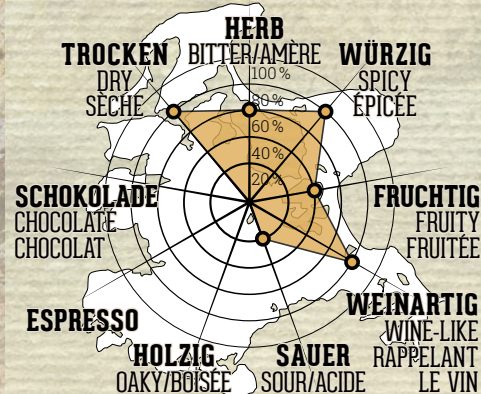 HERB
BITTER/AMÈRE
TROCKEN
DRY
SÈCHE
WÜRZIG
SPICY
ÉPICÉE
100%
80%
60%
40%
20%
SCHOKOLADE
CHOCOLATE
CHOCOLAT
FRUCHTIG
FRUITY
FRUITÉE
ESPRESSO
WEINARTIG
WINE-LIKE
RAPPELANT
LE VIN
HOLZIG
OAKY/BOISÉE
SAUER
SOUR/ACIDE